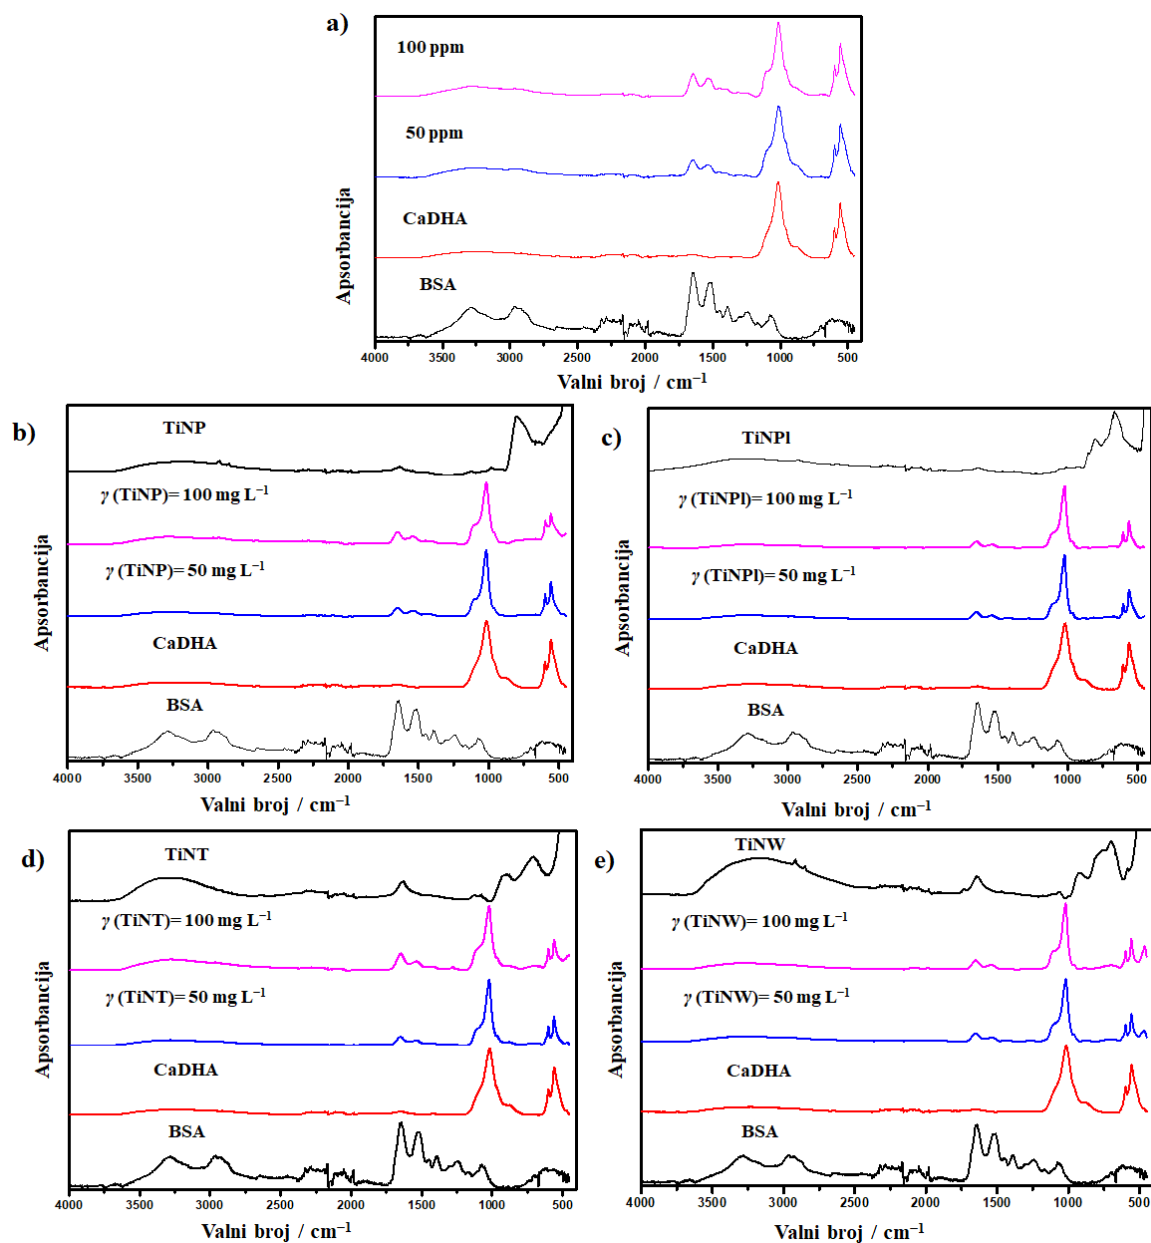 a)
100 ppm
50 ppm
CaDHA
BSA
Apsorbancija
4000 3500 3000 2500 2000 1500 1000 500
Valni broj / cm⁻¹
b)
TiNP
γ (TiNP)= 100 mg L⁻¹
γ (TiNP)= 50 mg L⁻¹
CaDHA
BSA
Apsorbancija
4000 3500 3000 2500 2000 1500 1000 500
Valni broj / cm⁻¹
c)
TiNPl
γ (TiNPl)= 100 mg L⁻¹
γ (TiNPl)= 50 mg L⁻¹
CaDHA
BSA
Apsorbancija
4000 3500 3000 2500 2000 1500 1000 500
Valni broj / cm⁻¹
d)
TiNT
γ (TiNT)= 100 mg L⁻¹
γ (TiNT)= 50 mg L⁻¹
CaDHA
BSA
Apsorbancija
4000 3500 3000 2500 2000 1500 1000 500
Valni broj / cm⁻¹
e)
TiNW
γ (TiNW)= 100 mg L⁻¹
γ (TiNW)= 50 mg L⁻¹
CaDHA
BSA
Apsorbancija
4000 3500 3000 2500 2000 1500 1000 500
Valni broj / cm⁻¹